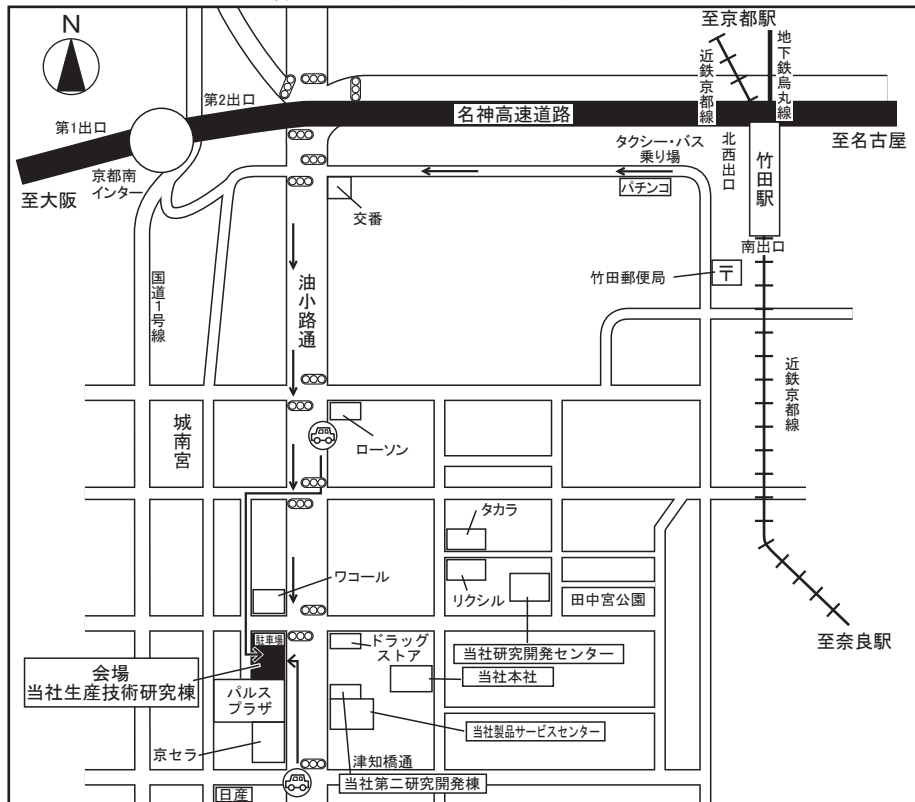 N
至京都駅
地下鉄烏丸線
近鉄京都線
第2出口
第1出口
名神高速道路
至名古屋
タクシー・バス
乗り場
北西出口
竹田駅
京都南
インター
至大阪
パチンコ
交番
南出口
竹田郵便局
〒
国道1号線
油小路通
近鉄京都線
城南宮
ローソン
タカラ
ワコール
リクシル
田中宮公園
至奈良駅
駐車場
ドラッグ
ストア
当社研究開発センター
会場
当社生産技術研究棟
当社本社
パルス
プラザ
当社製品サービスセンター
京セラ
津知橋通
当社第二研究開発棟
日産